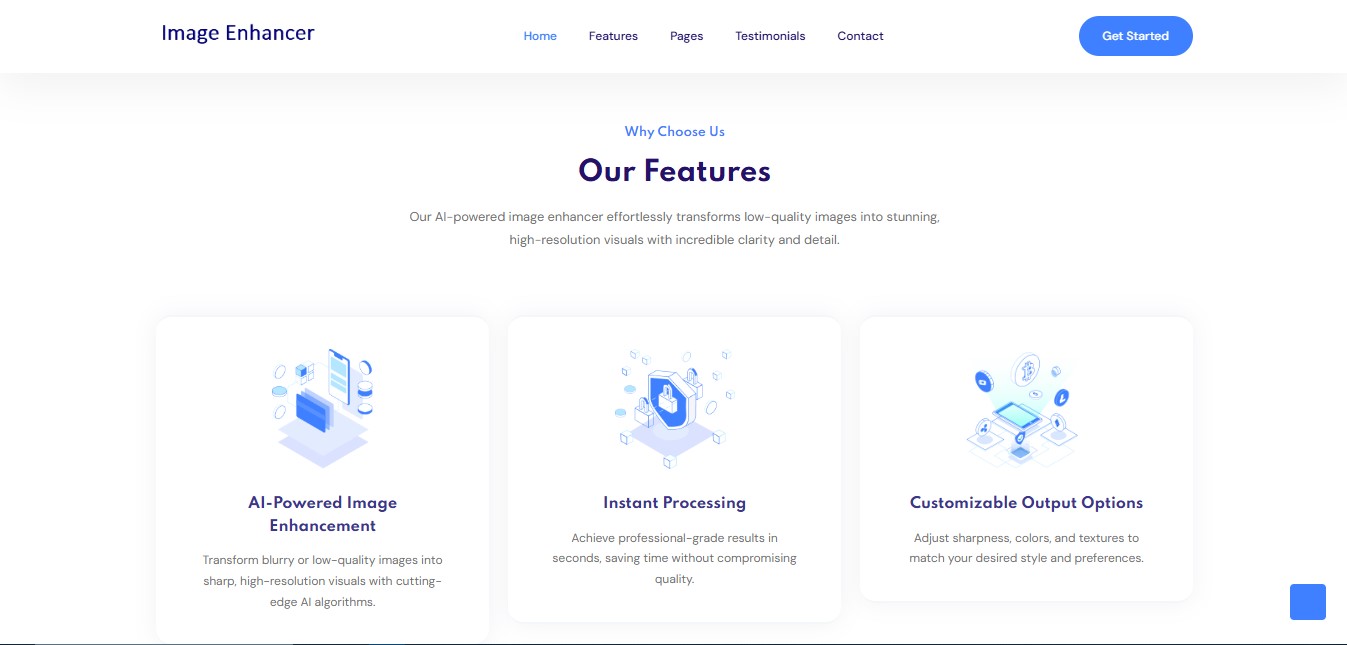 Image Enhancer
Home
Features
Pages
Testimonials
Contact
Get Started
Why Choose Us
Our Features
Our AI-powered image enhancer effortlessly transforms low-quality images into stunning,
high-resolution visuals with incredible clarity and detail.
AI-Powered Image
Enhancement
Transform blurry or low-quality images into
sharp, high-resolution visuals with cutting-
edge AI algorithms.
Instant Processing
Achieve professional-grade results in
seconds, saving time without compromising
quality.
Customizable Output Options
Adjust sharpness, colors, and textures to
match your desired style and preferences.